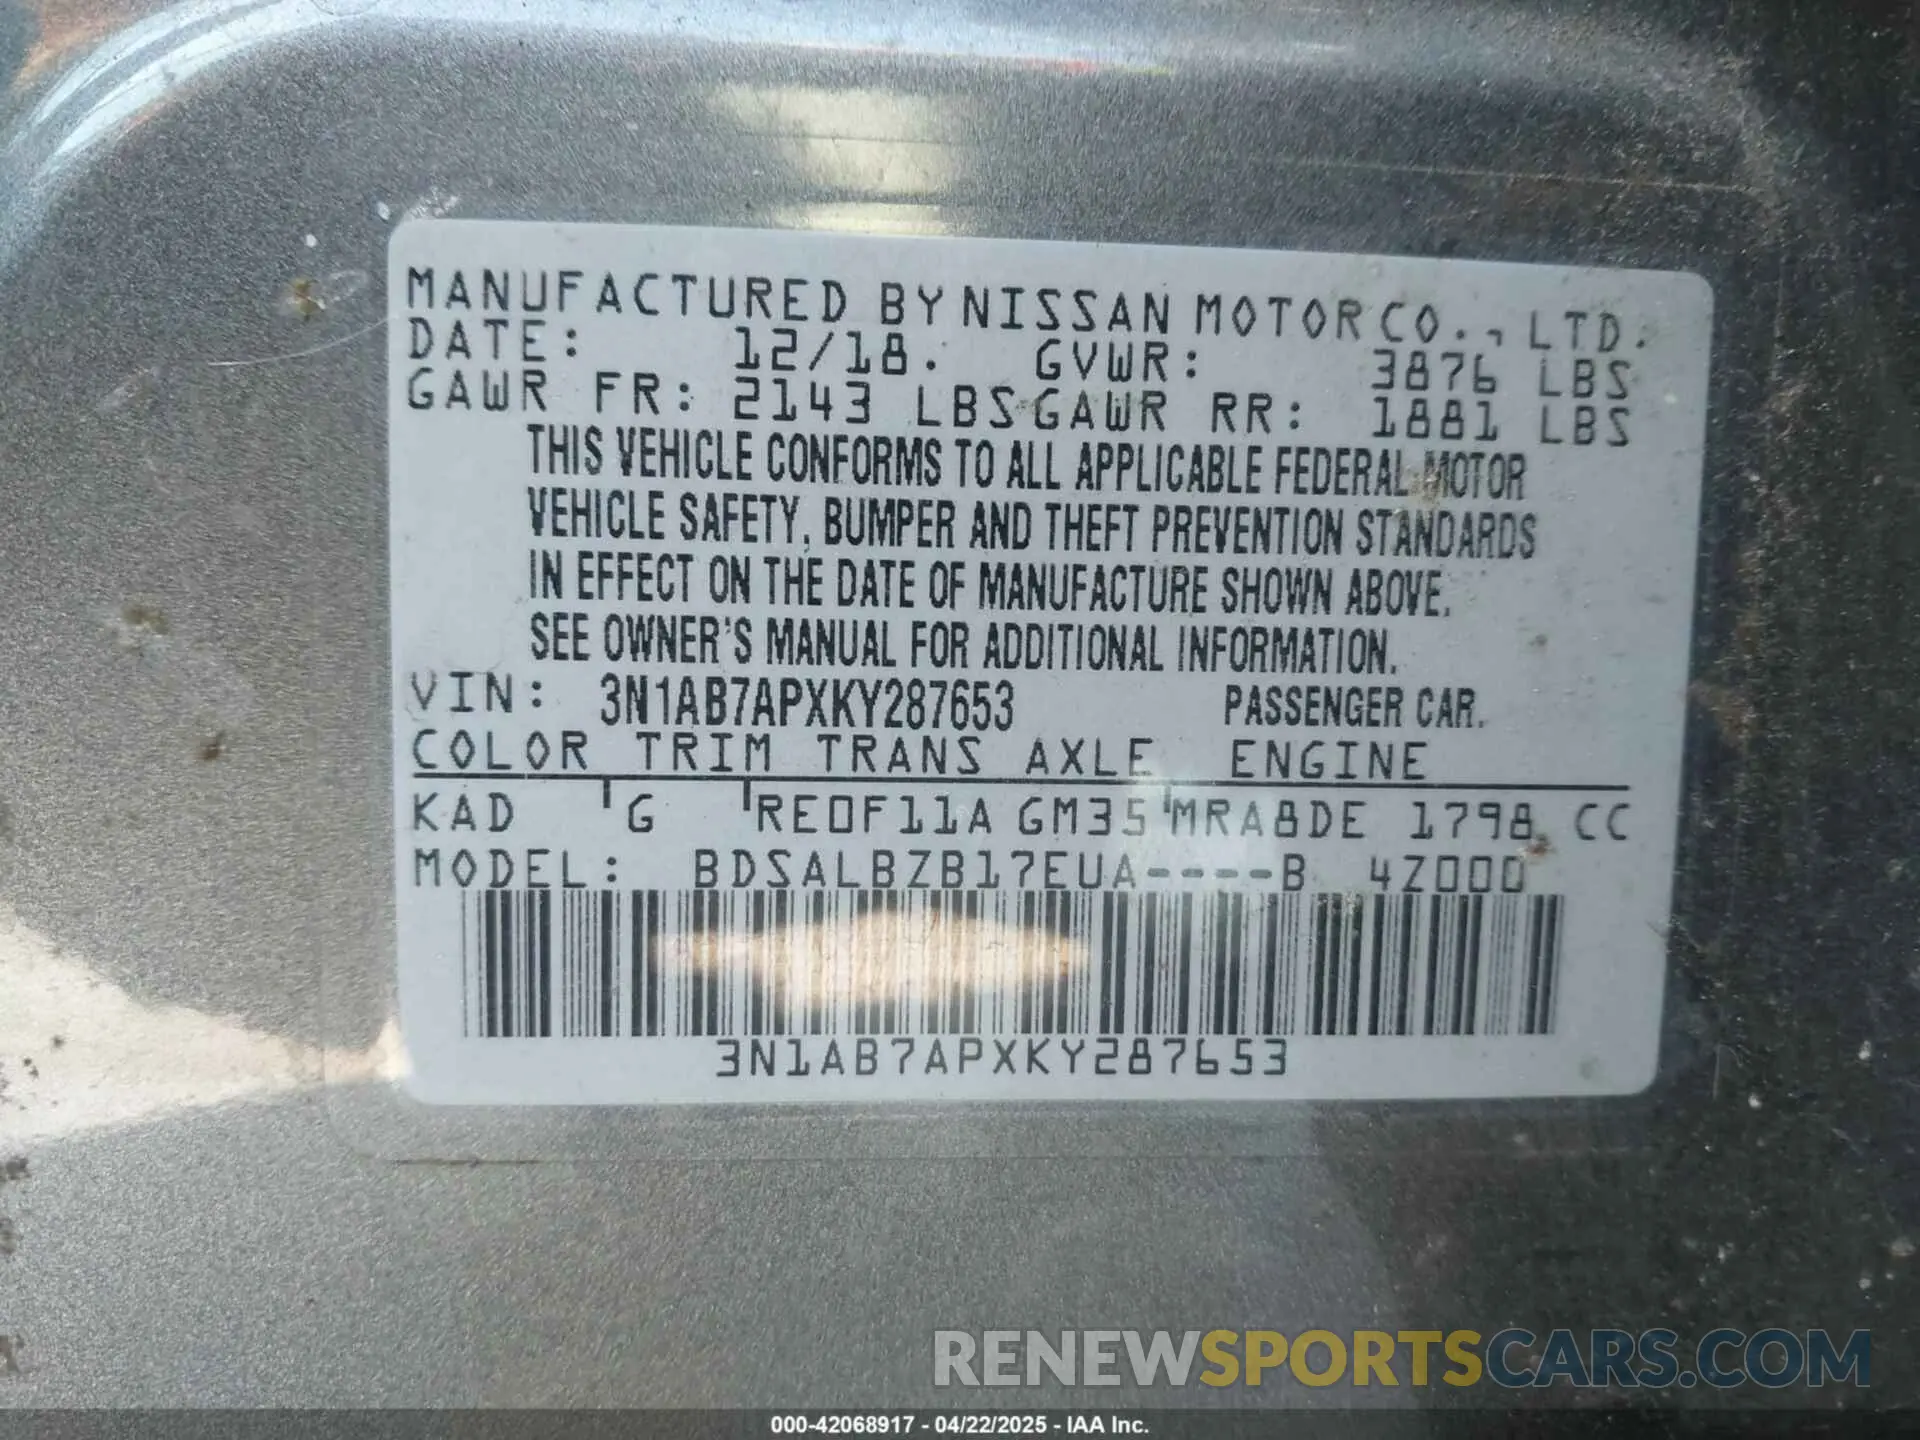 MANUFACTURED BY NISSAN MOTOR CO., LTD.
DATE: 12/18. GVWR: 3876 LBS
GAWR FR: 2143 LBS GAWR RR: 1881 LBS
THIS VEHICLE CONFORMS TO ALL APPLICABLE FEDERAL MOTOR
VEHICLE SAFETY, BUMPER AND THEFT PREVENTION STANDARDS
IN EFFECT ON THE DATE OF MANUFACTURE SHOWN ABOVE.
SEE OWNER'S MANUAL FOR ADDITIONAL INFORMATION.
VIN: 3N1AB7APXKY287653 PASSENGER CAR.
COLOR TRIM TRANS AXLE ENGINE
KAD G RE0F11A GM35 MRA8DE 1798 CC
MODEL: BDSALBZB17EUA----B 4Z000
3N1AB7APXKY287653
RENEWSPORTSCARS.COM
000-42068917 - 04/22/2025 - IAA Inc.